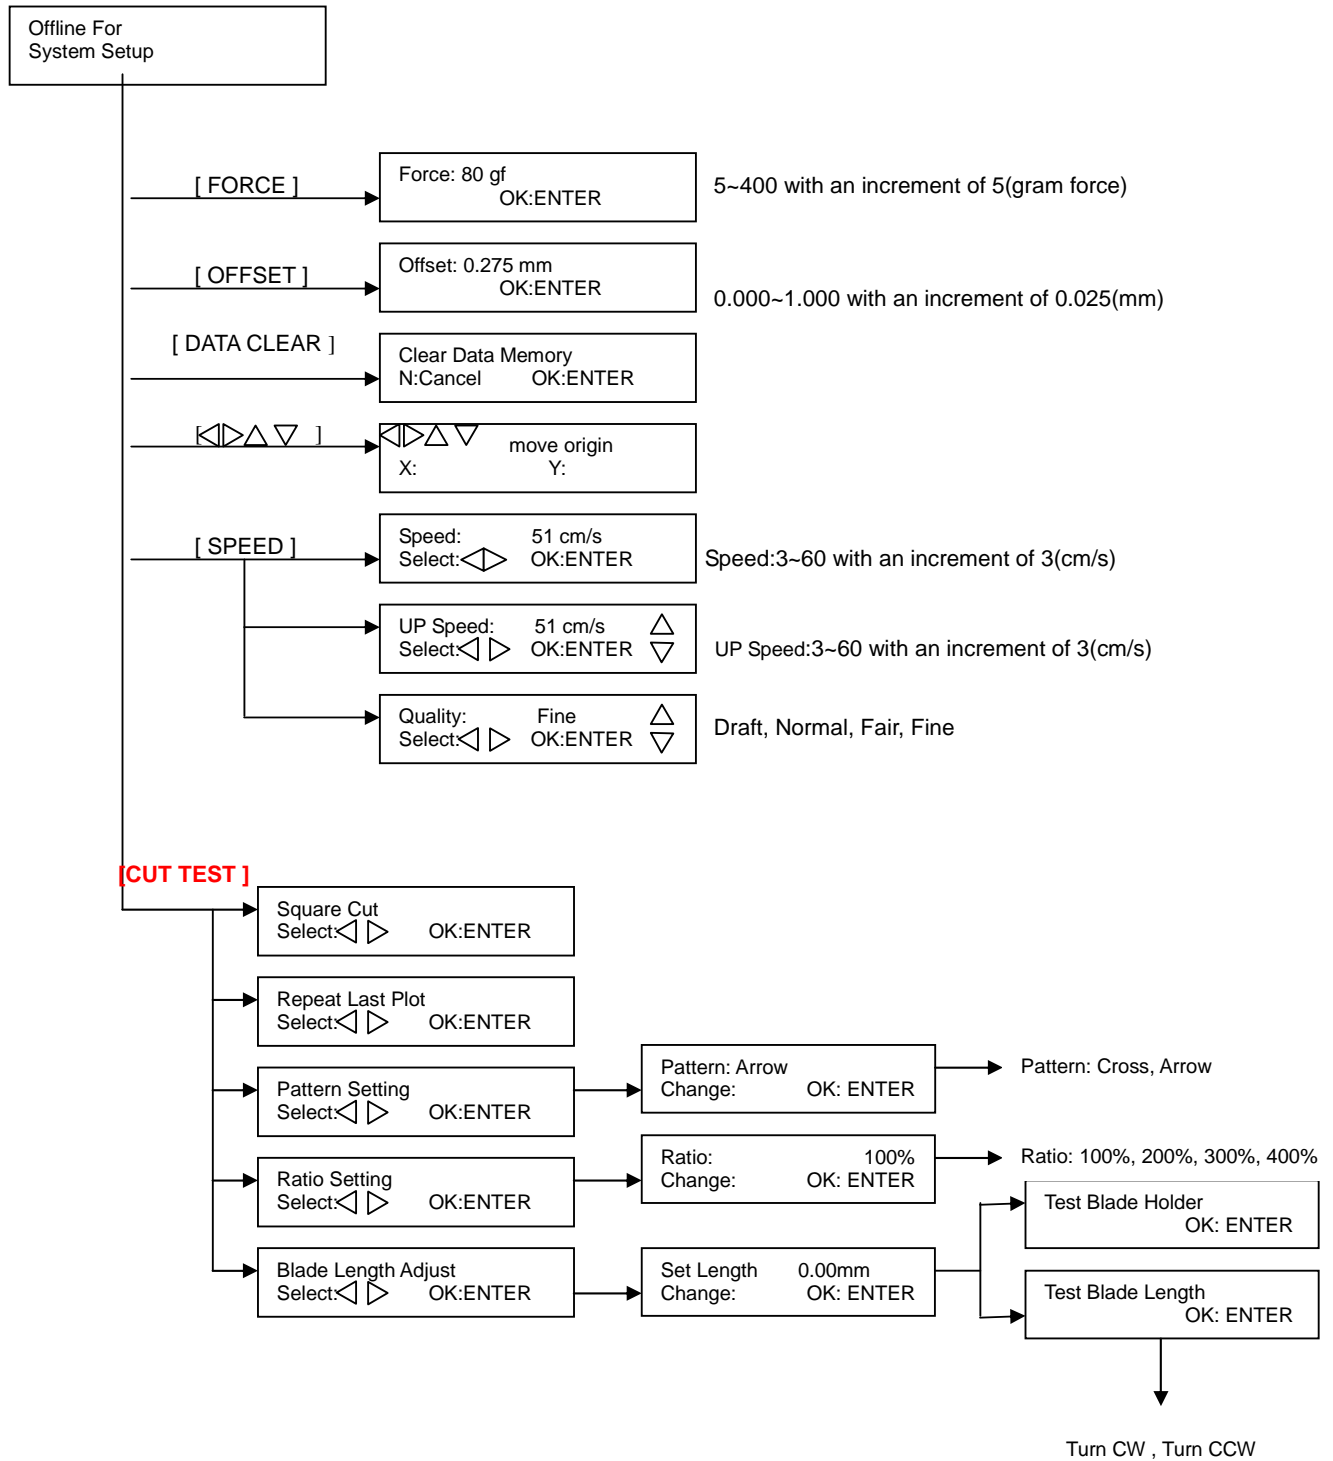 Offline For
System Setup
[ FORCE ]
Force: 80 gf
OK:ENTER
5~400 with an increment of 5(gram force)
[ OFFSET ]
Offset: 0.275 mm
OK:ENTER
0.000~1.000 with an increment of 0.025(mm)
[ DATA CLEAR ]
Clear Data Memory
N:Cancel OK:ENTER
[◁▷△▽ ]
◁▷△▽ move origin
X: Y:
[ SPEED ]
Speed: 51 cm/s
Select:◁▷ OK:ENTER
Speed:3~60 with an increment of 3(cm/s)
UP Speed: 51 cm/s △
Select:◁ ▷ OK:ENTER ▽
UP Speed:3~60 with an increment of 3(cm/s)
Quality: Fine △
Select:◁ ▷ OK:ENTER ▽
Draft, Normal, Fair, Fine
[CUT TEST ]
Square Cut
Select:◁ ▷ OK:ENTER
Repeat Last Plot
Select:◁ ▷ OK:ENTER
Pattern Setting
Select:◁ ▷ OK:ENTER
Pattern: Arrow
Change: OK: ENTER
Pattern: Cross, Arrow
Ratio Setting
Select:◁ ▷ OK:ENTER
Ratio: 100%
Change: OK: ENTER
Ratio: 100%, 200%, 300%, 400%
Blade Length Adjust
Select:◁ ▷ OK:ENTER
Set Length 0.00mm
Change: OK: ENTER
Test Blade Holder
OK: ENTER
Test Blade Length
OK: ENTER
Turn CW , Turn CCW